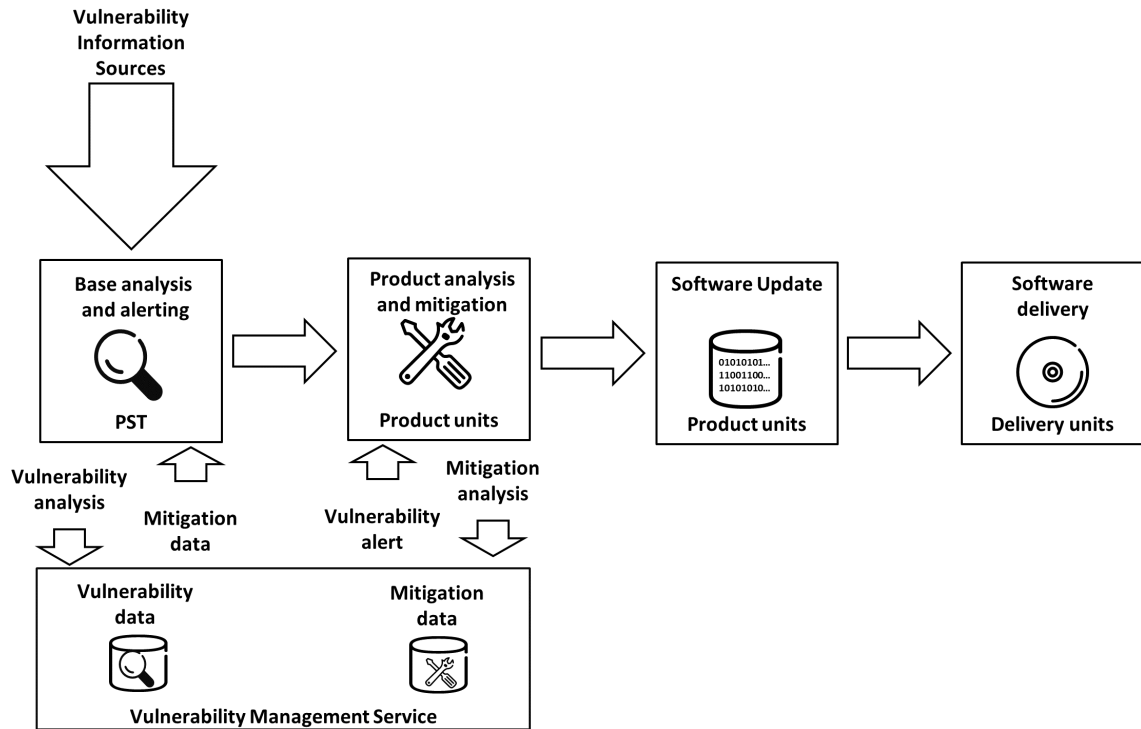 Vulnerability
Information
Sources
Base analysis
and alerting
PST
Product analysis
and mitigation
Product units
Software Update
01010101...
11001100...
10101010...
Product units
Software
delivery
Delivery units
Vulnerability
analysis
Mitigation
data
Vulnerability
alert
Mitigation
analysis
Vulnerability
data
Mitigation
data
Vulnerability Management Service